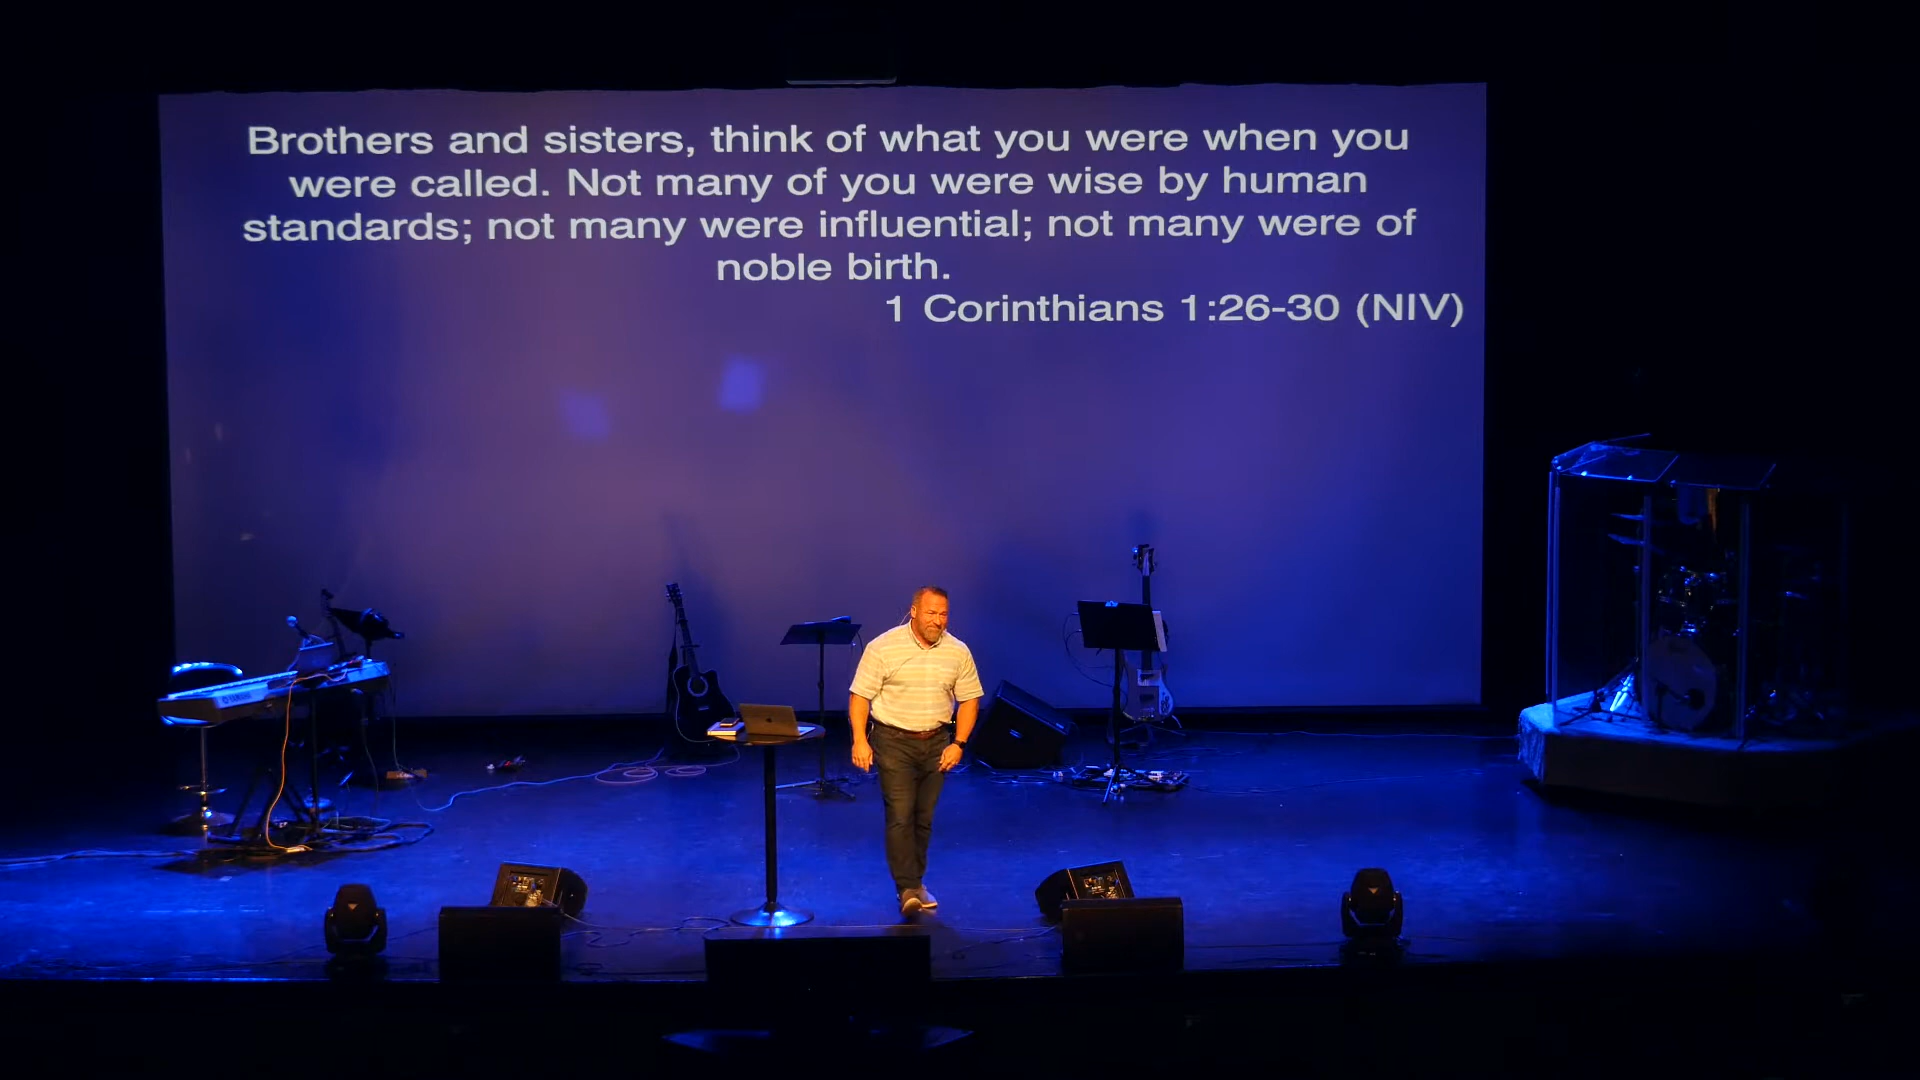 Brothers and sisters, think of what you were when you
were called. Not many of you were wise by human
standards; not many were influential; not many were of
noble birth.
1 Corinthians 1:26-30 (NIV)
YAMAHA